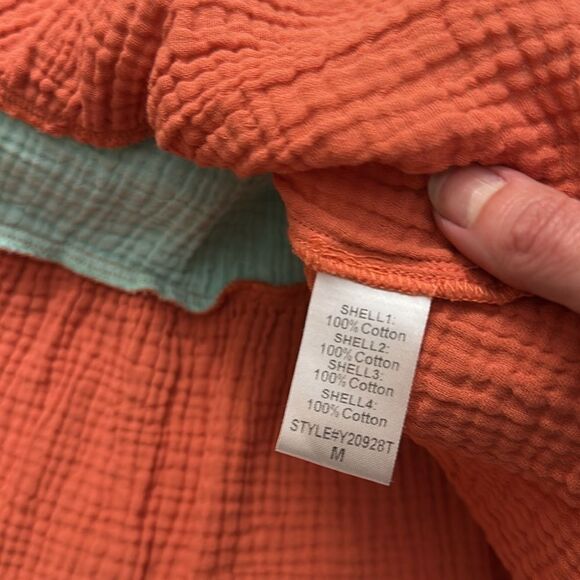 SHELL1:
100% Cotton
SHELL2:
100% Cotton
SHELL3:
100% Cotton
SHELL4:
100% Cotton
STYLE#Y20928T
M